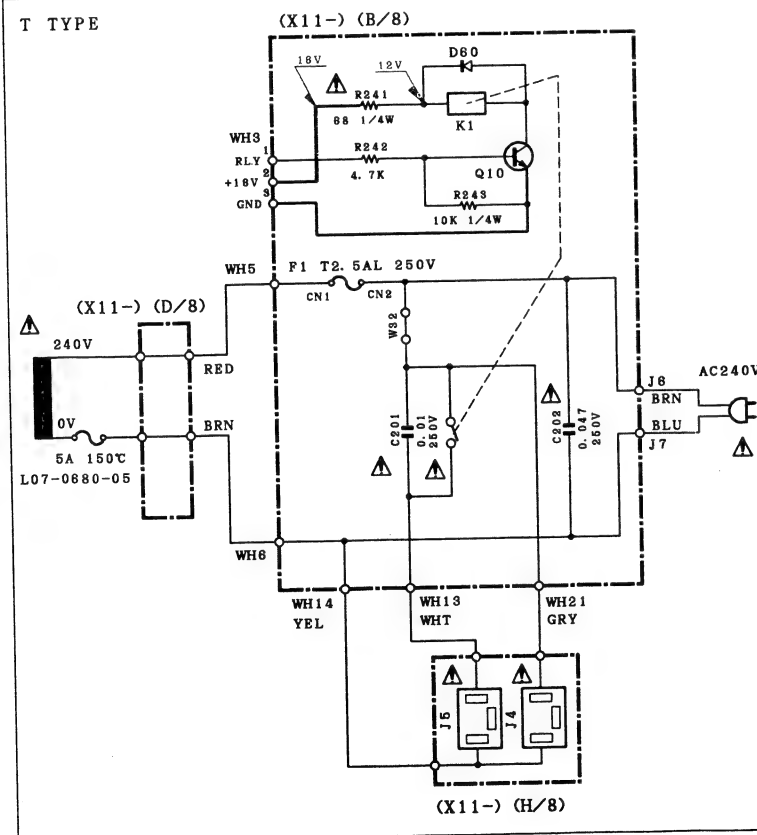 T TYPE
(X11-) (B/8)
D60
18V
12V
R241
68 1/4W
K1
WH3
1
RLY
R242
4.7K
Q10
2
+18V
3
GND
R243
10K 1/4W
WH5
F1 T2.5AL 250V
CN1
CN2
(X11-) (D/8)
W32
240V
RED
J6
AC240V
BRN
C201
0.01
250V
C202
0.047
250V
0V
BRN
BLU
J7
5A 150℃
L07-0680-05
WH6
WH14
YEL
WH13
WHT
WH21
GRY
J5
J4
(X11-) (H/8)